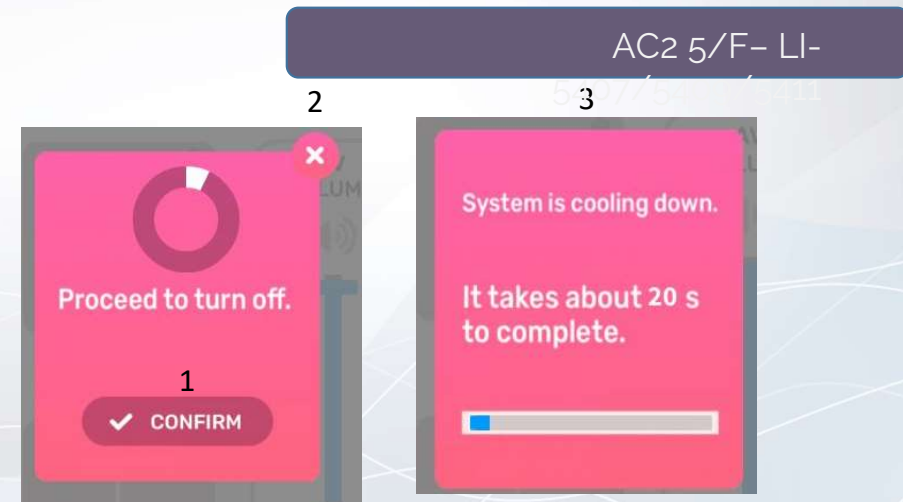 AC2 5/F– LI-
2
3
Proceed to turn off.
1
CONFIRM
System is cooling down.
It takes about 20 s
to complete.